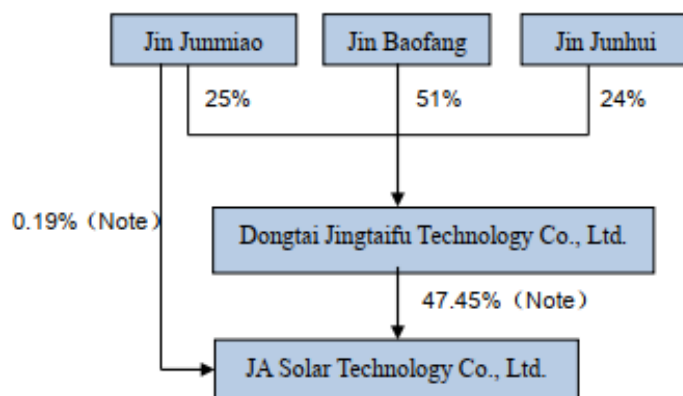 Jin Junmiao
Jin Baofang
Jin Junhui
25%
51%
24%
0.19%（Note）
Dongtai Jingtaifu Technology Co., Ltd.
47.45%（Note）
JA Solar Technology Co., Ltd.